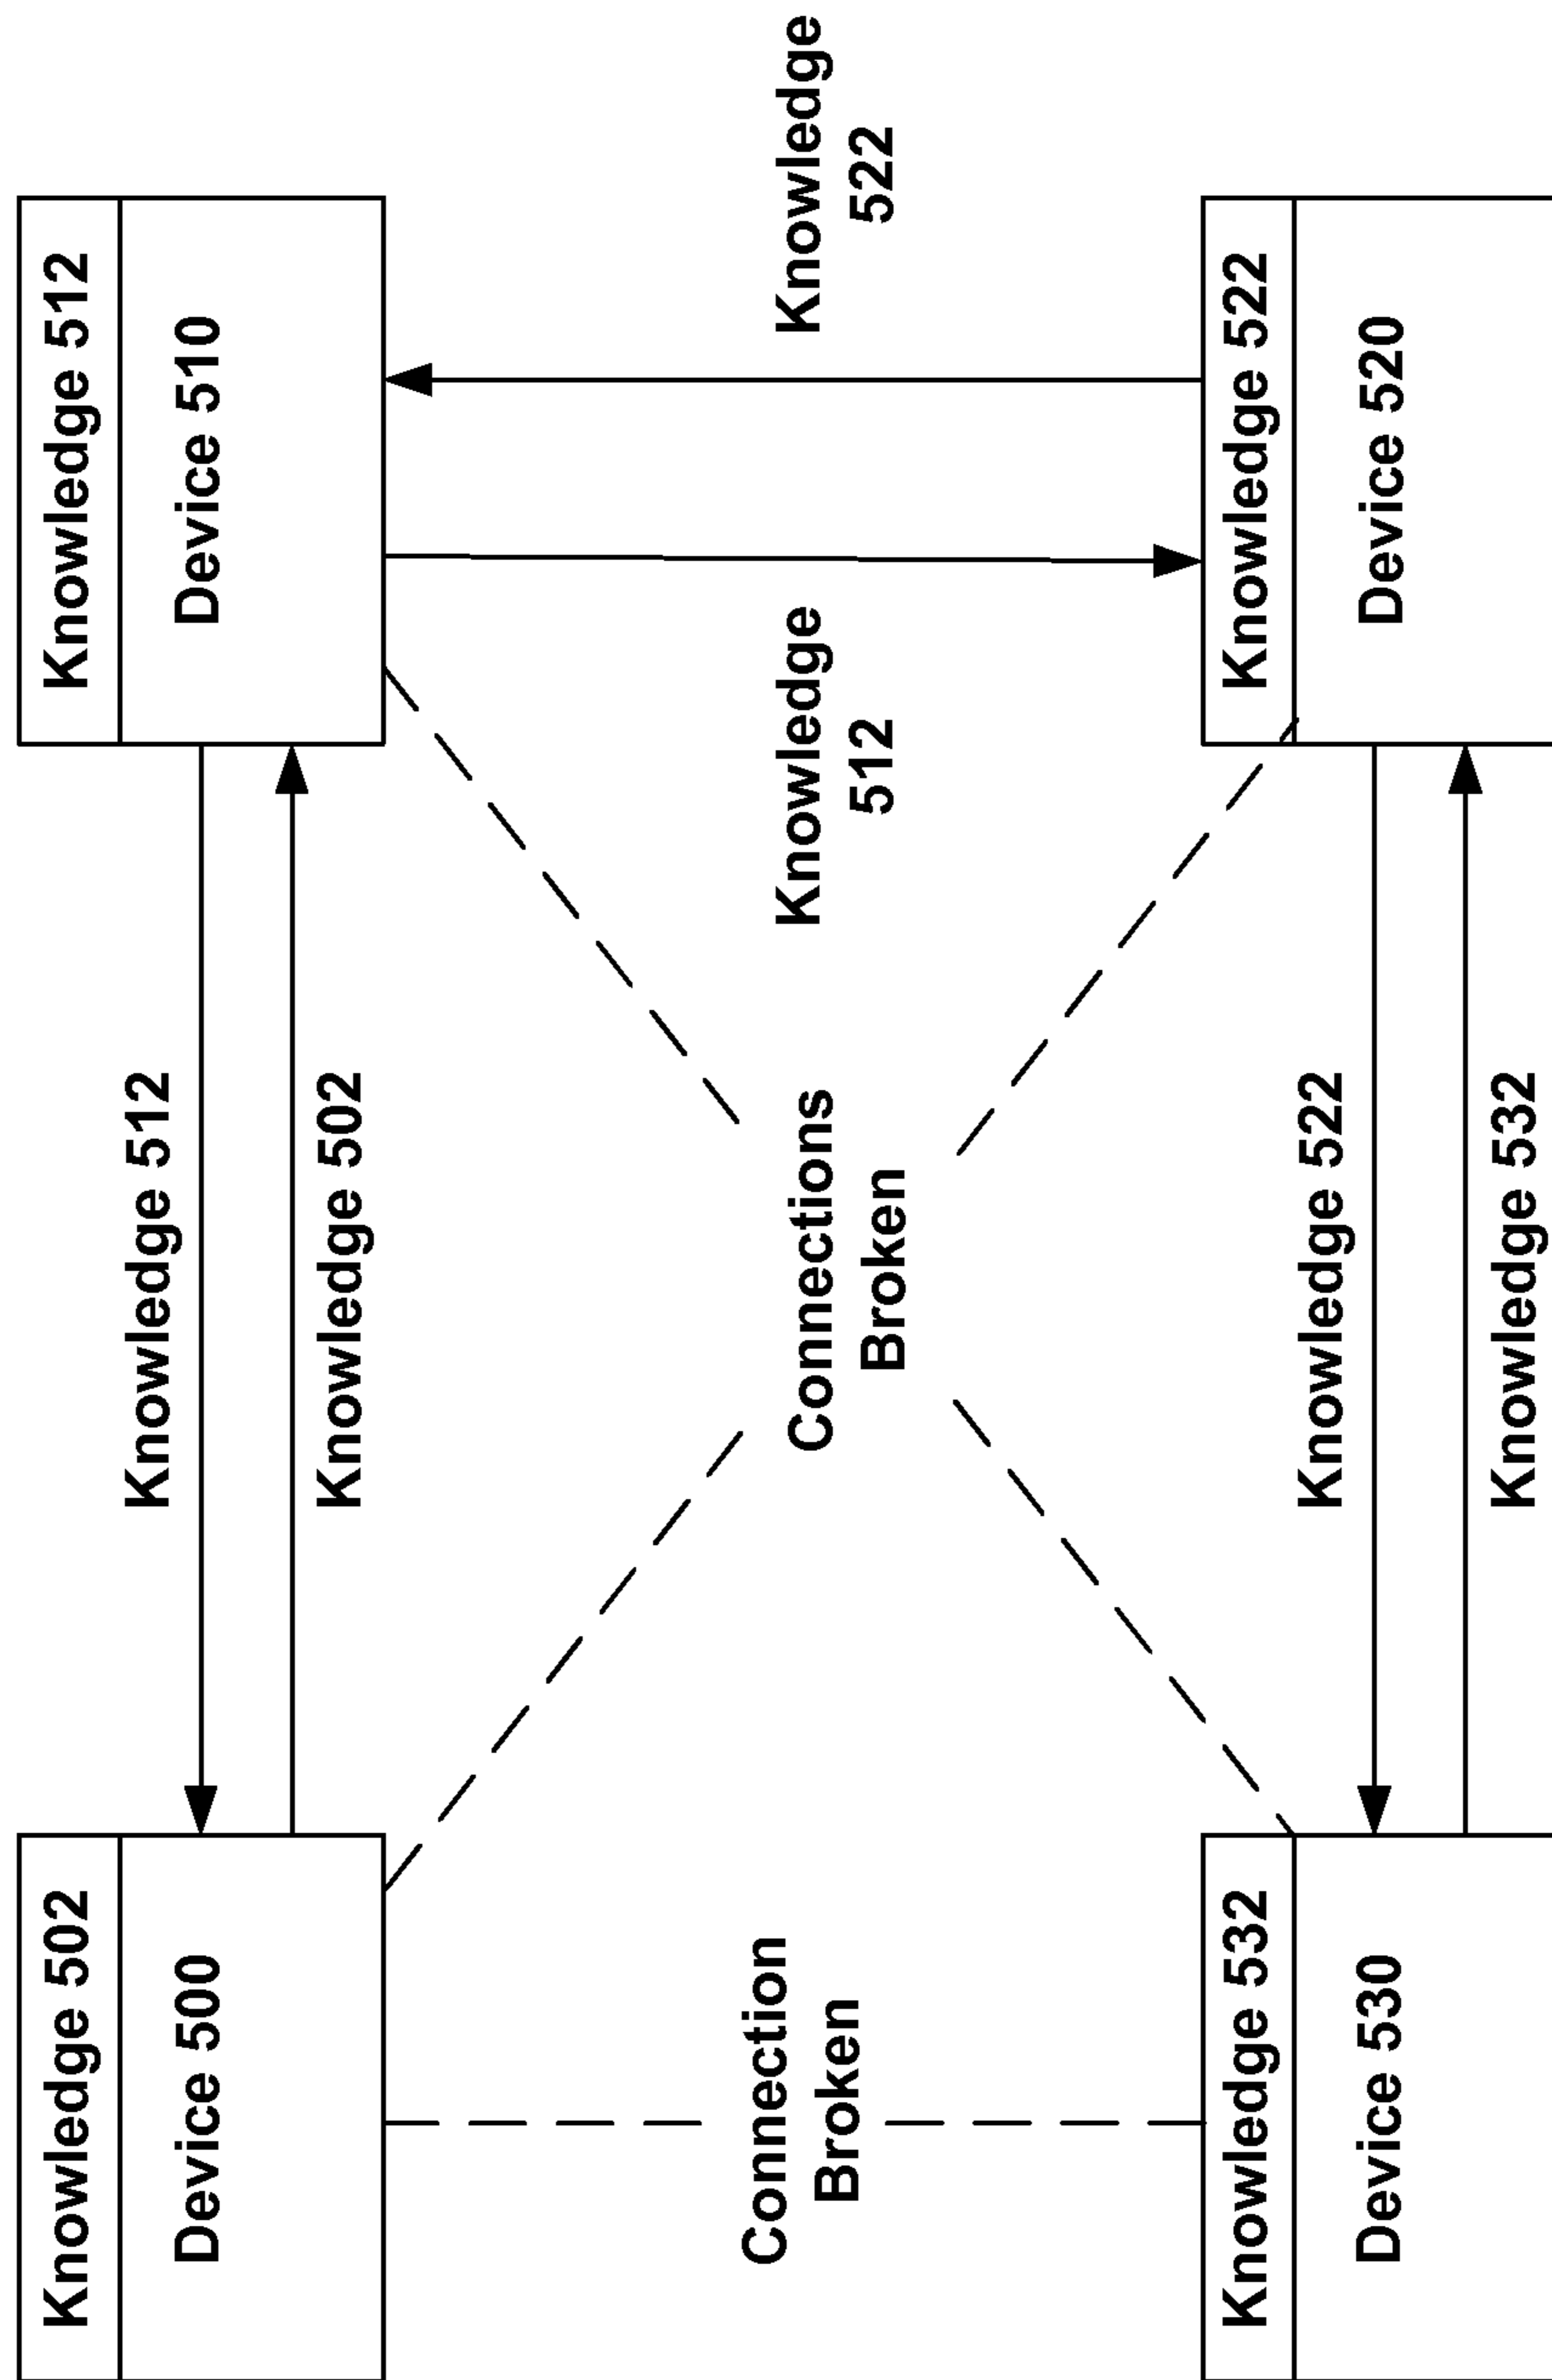 Knowledge 502
Device 500
Knowledge 512
Knowledge 502
Knowledge 512
Device 510
Connection
Broken
Connections
Broken
Knowledge
512
Knowledge
522
Knowledge 532
Device 530
Knowledge 522
Knowledge 532
Knowledge 522
Device 520